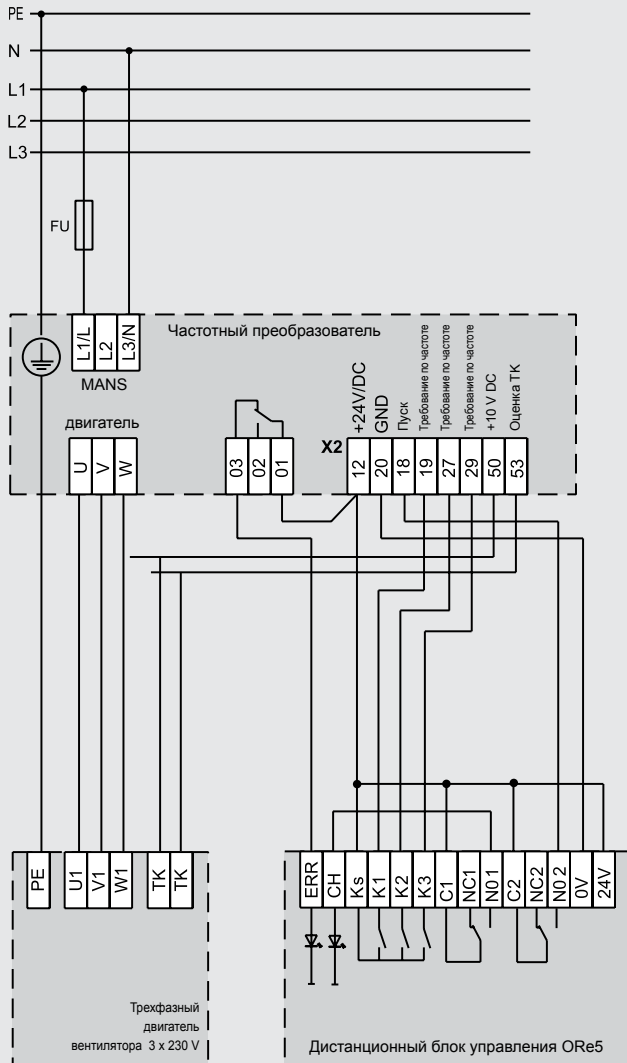 PE
N
L1
L2
L3
FU
L1/L
L2
L3/N
MANS
Частотный преобразователь
двигатель
U
V
W
03
02
01
X2
+24V/DC
GND
Пуск
Требование по частоте
Требование по частоте
Требование по частоте
+10 V DC
Оценка TK
12
20
18
19
27
29
50
53
PE
U1
V1
W1
TK
TK
ERR
CH
Ks
K1
K2
K3
C1
NC1
N01
C2
NC2
N0 2
0V
24V
Трехфазный
двигатель
вентилятора 3 x 230 V
Дистанционный блок управления ORe5